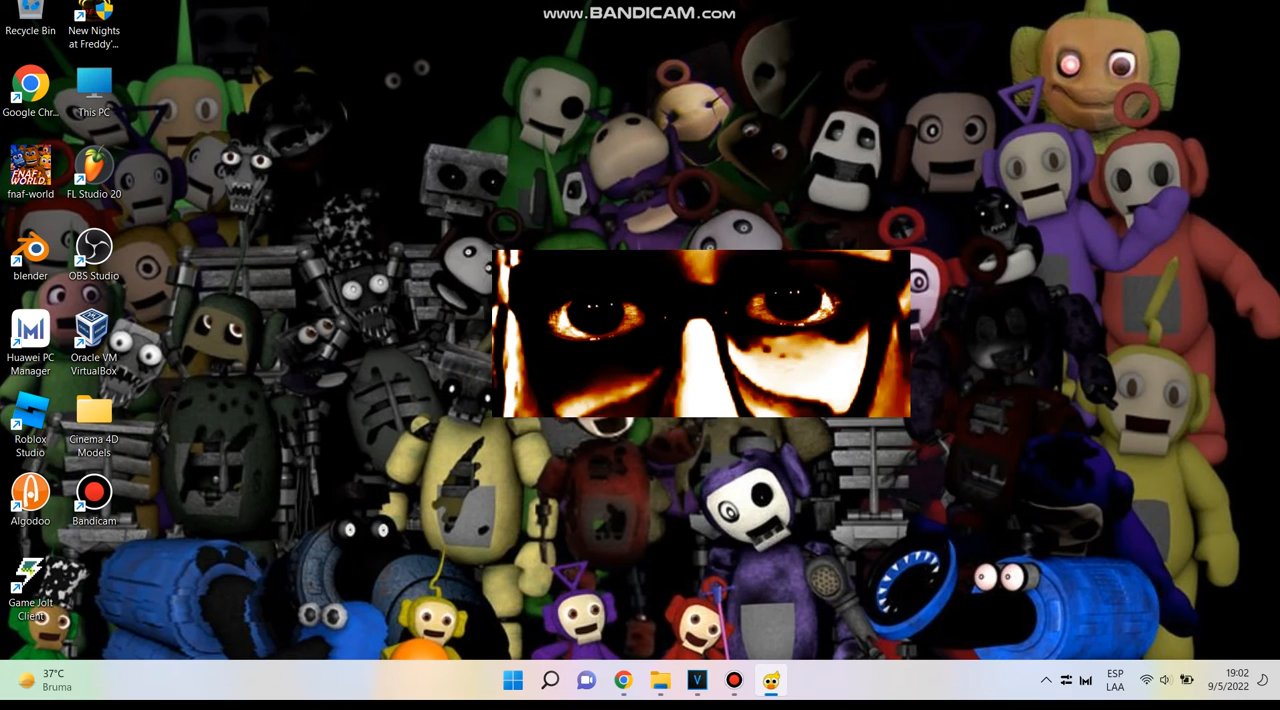 www.BANDICAM.com
Recycle Bin
New Nights
at Freddy'...
Google Chr...
This PC
FNAF
WORLD
fnaf-world
FL Studio 20
blender
OBS Studio
Huawei PC
Manager
Oracle VM
VirtualBox
Roblox
Studio
Cinema 4D
Models
Algodoo
Bandicam
Game Jolt
Client
37°C
Bruma
ESP
LAA
19:02
9/5/2022